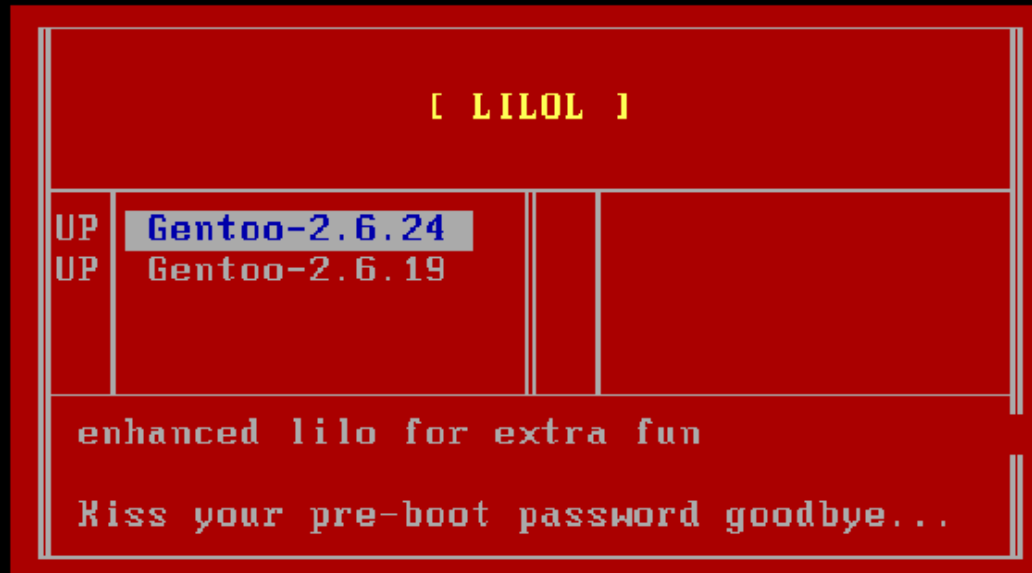 [ LILOL ]
UP Gentoo-2.6.24
UP Gentoo-2.6.19
enhanced lilo for extra fun
Kiss your pre-boot password goodbye...